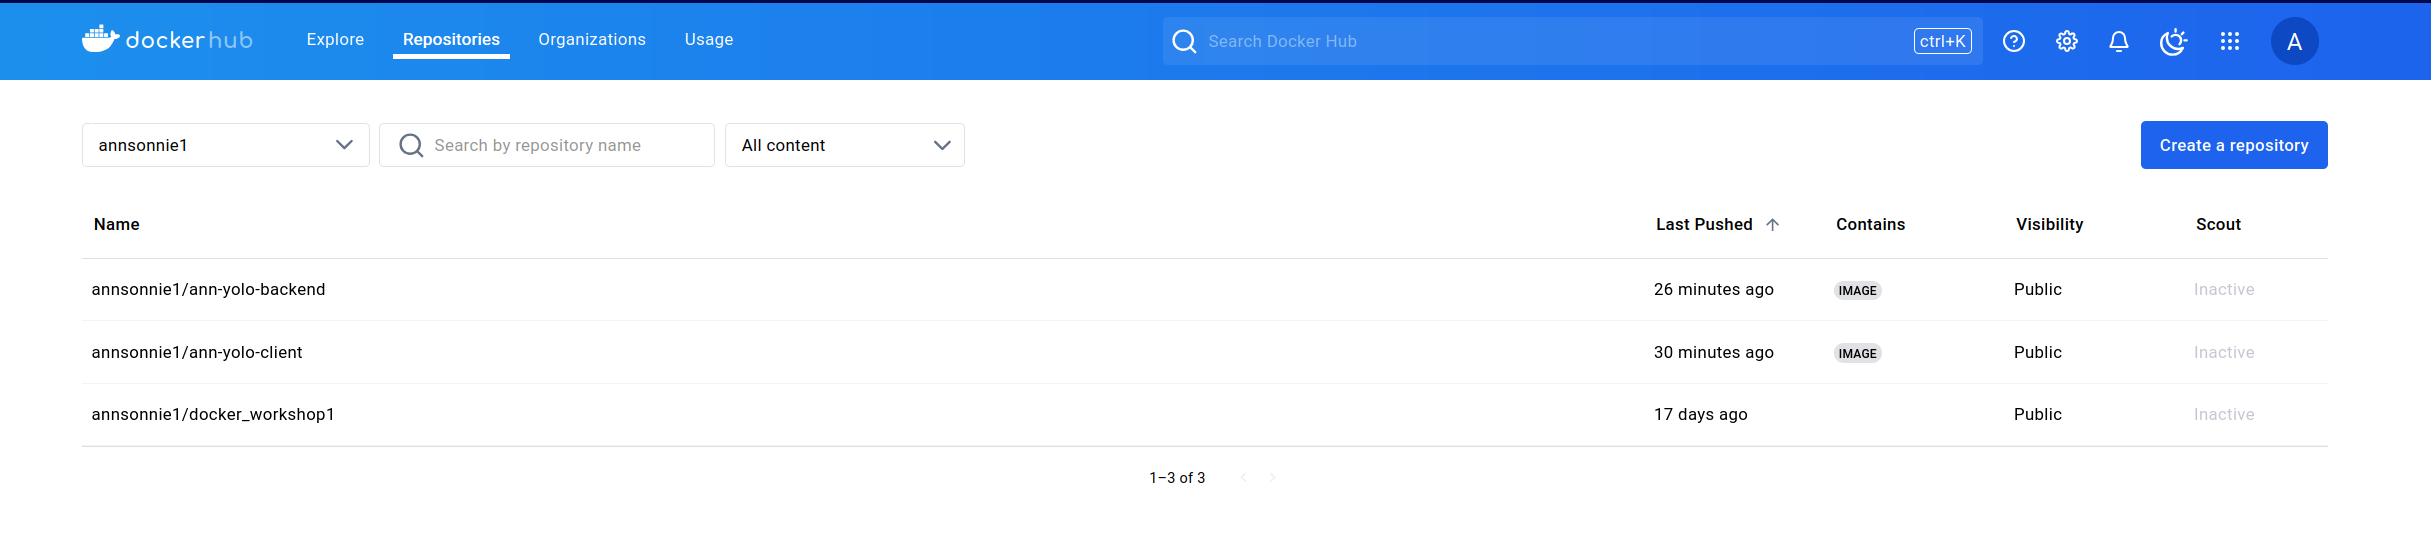 dockerhub Explore Repositories Organizations Usage Search Docker Hub ctrl+K A
annsonnie1 Search by repository name All content Create a repository
Name Last Pushed Contains Visibility Scout
annsonnie1/ann-yolo-backend 26 minutes ago IMAGE Public Inactive
annsonnie1/ann-yolo-client 30 minutes ago IMAGE Public Inactive
annsonnie1/docker_workshop1 17 days ago Public Inactive
1–3 of 3